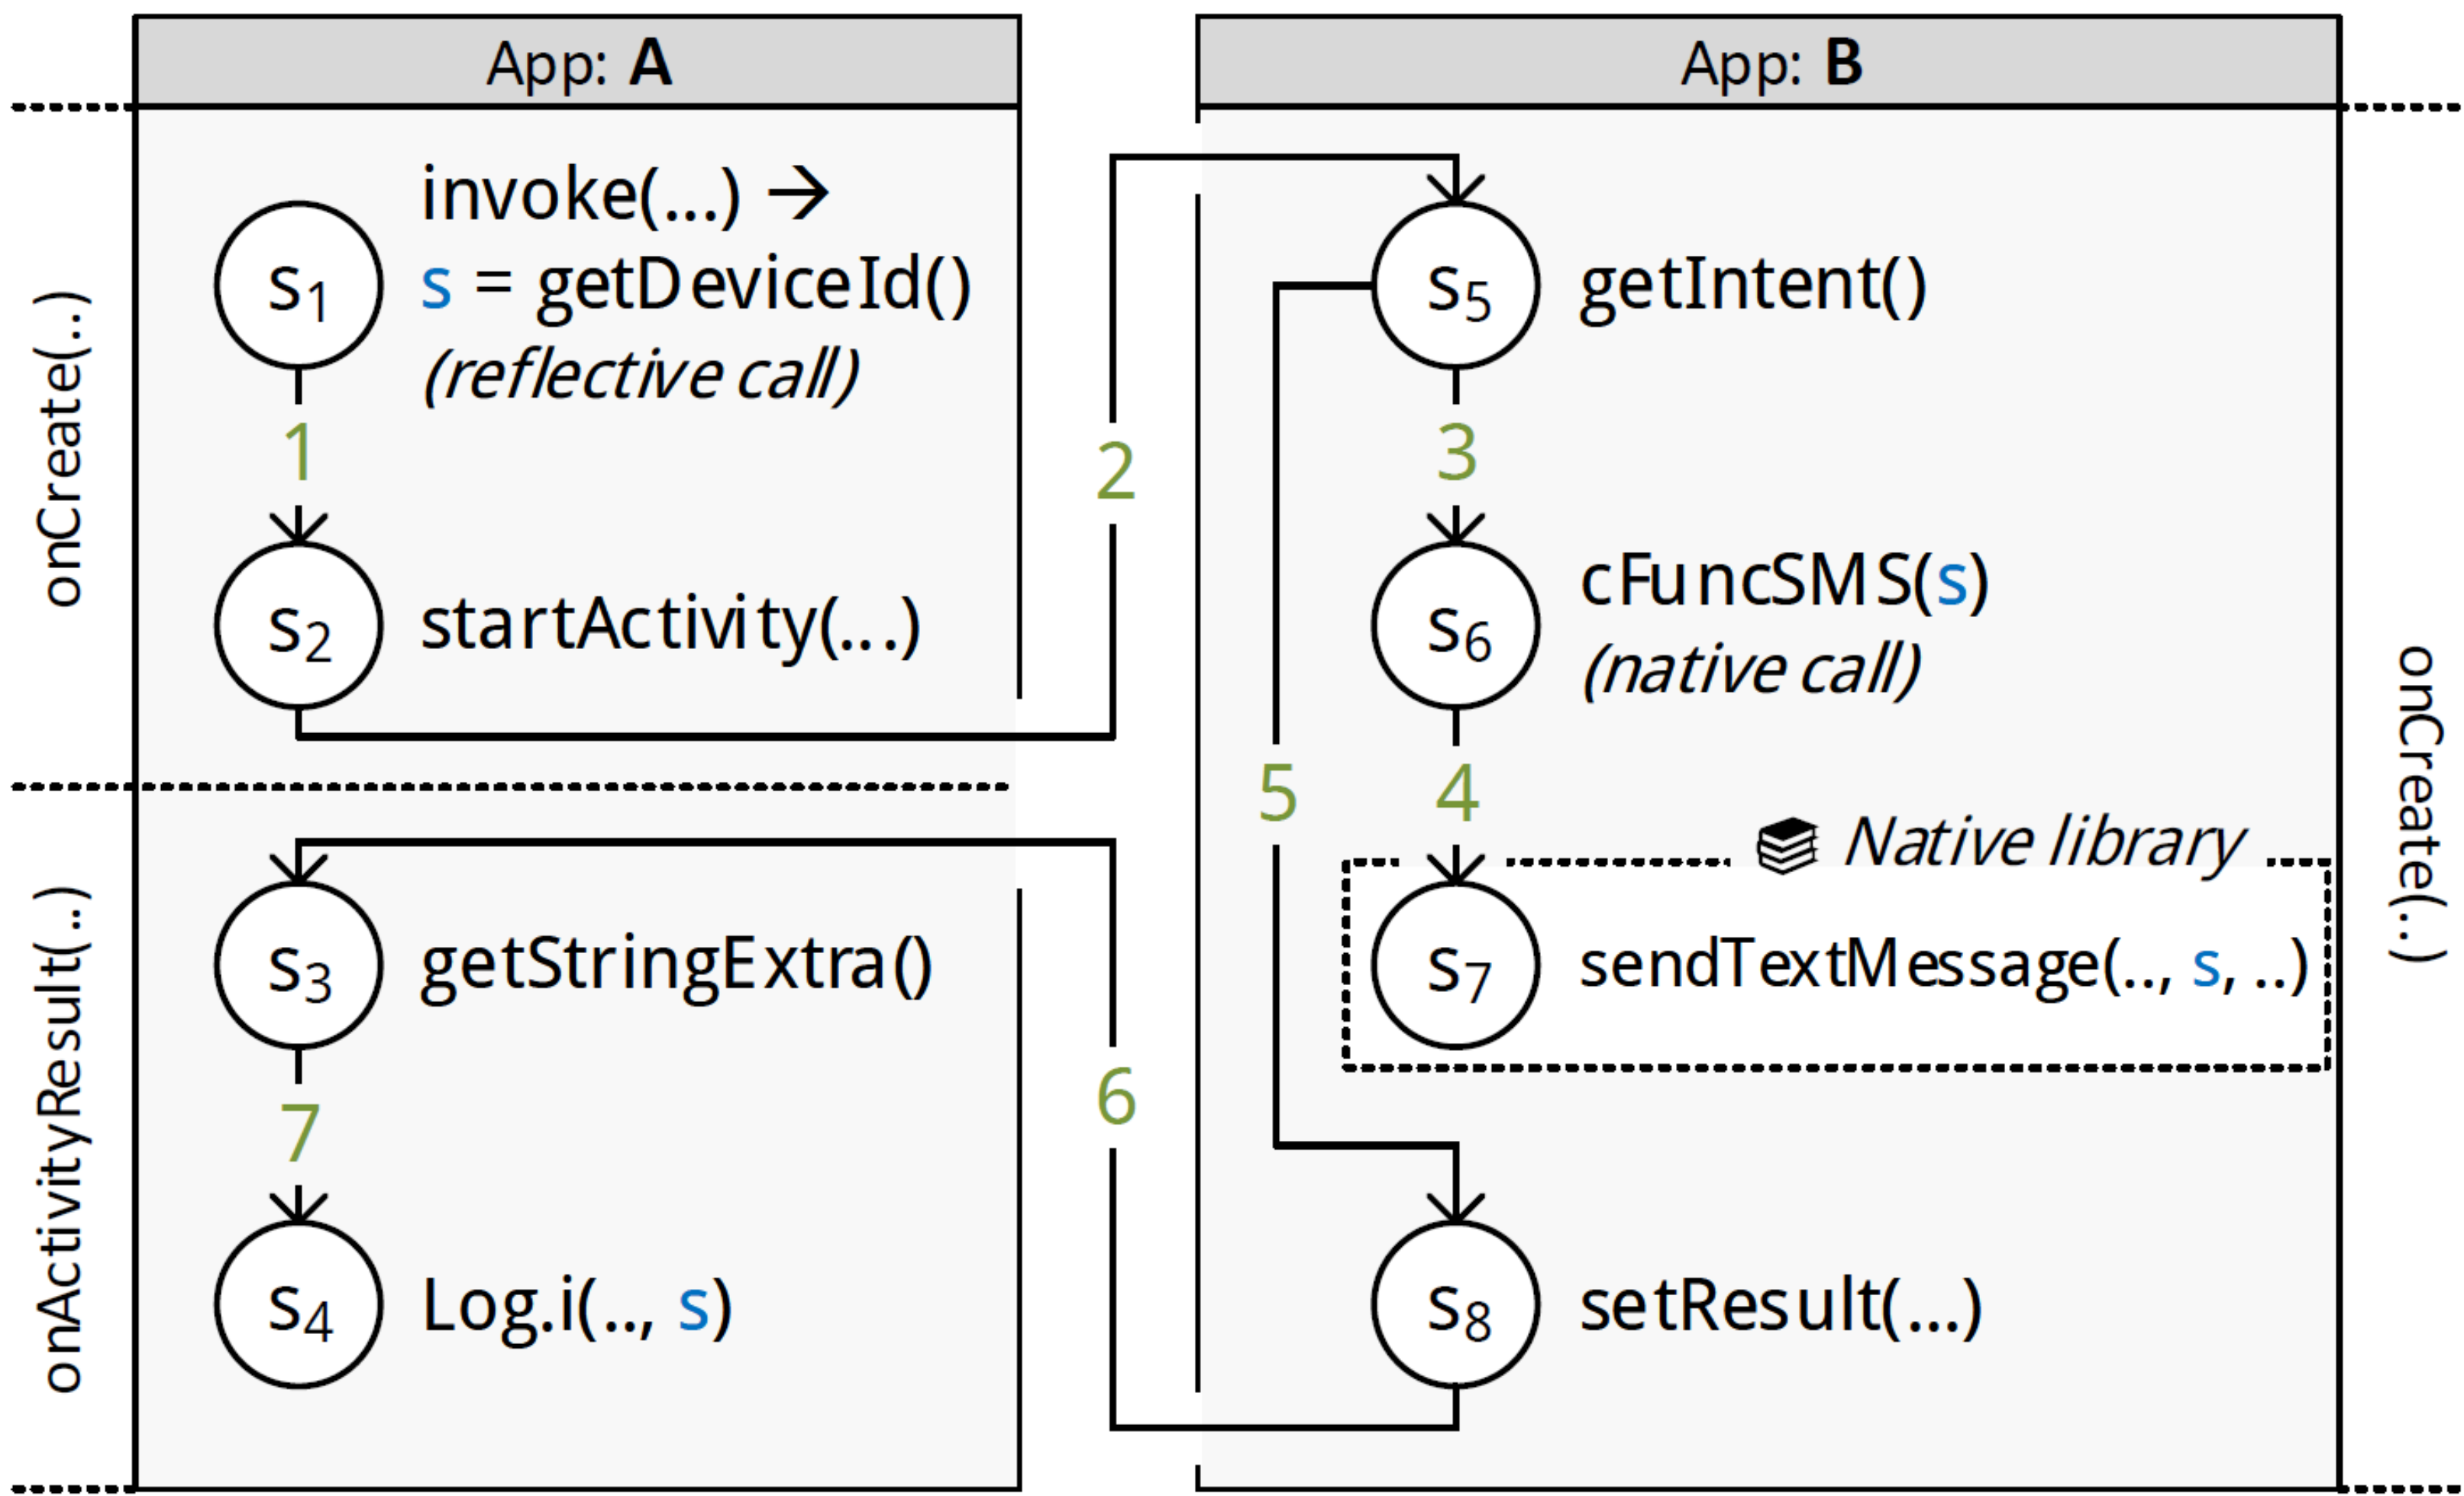 App: A
onCreate(..)
s1
invoke(...) →
s = getDeviceId()
(reflective call)
1
s2
startActivity(...)
2
onActivityResult(..)
s3
getStringExtra()
7
s4
Log.i(.., s)
6
App: B
s5
getIntent()
3
s6
cFuncSMS(s)
(native call)
5
4
Native library
s7
sendTextMessage(.., s, ..)
s8
setResult(...)
onCreate(..)